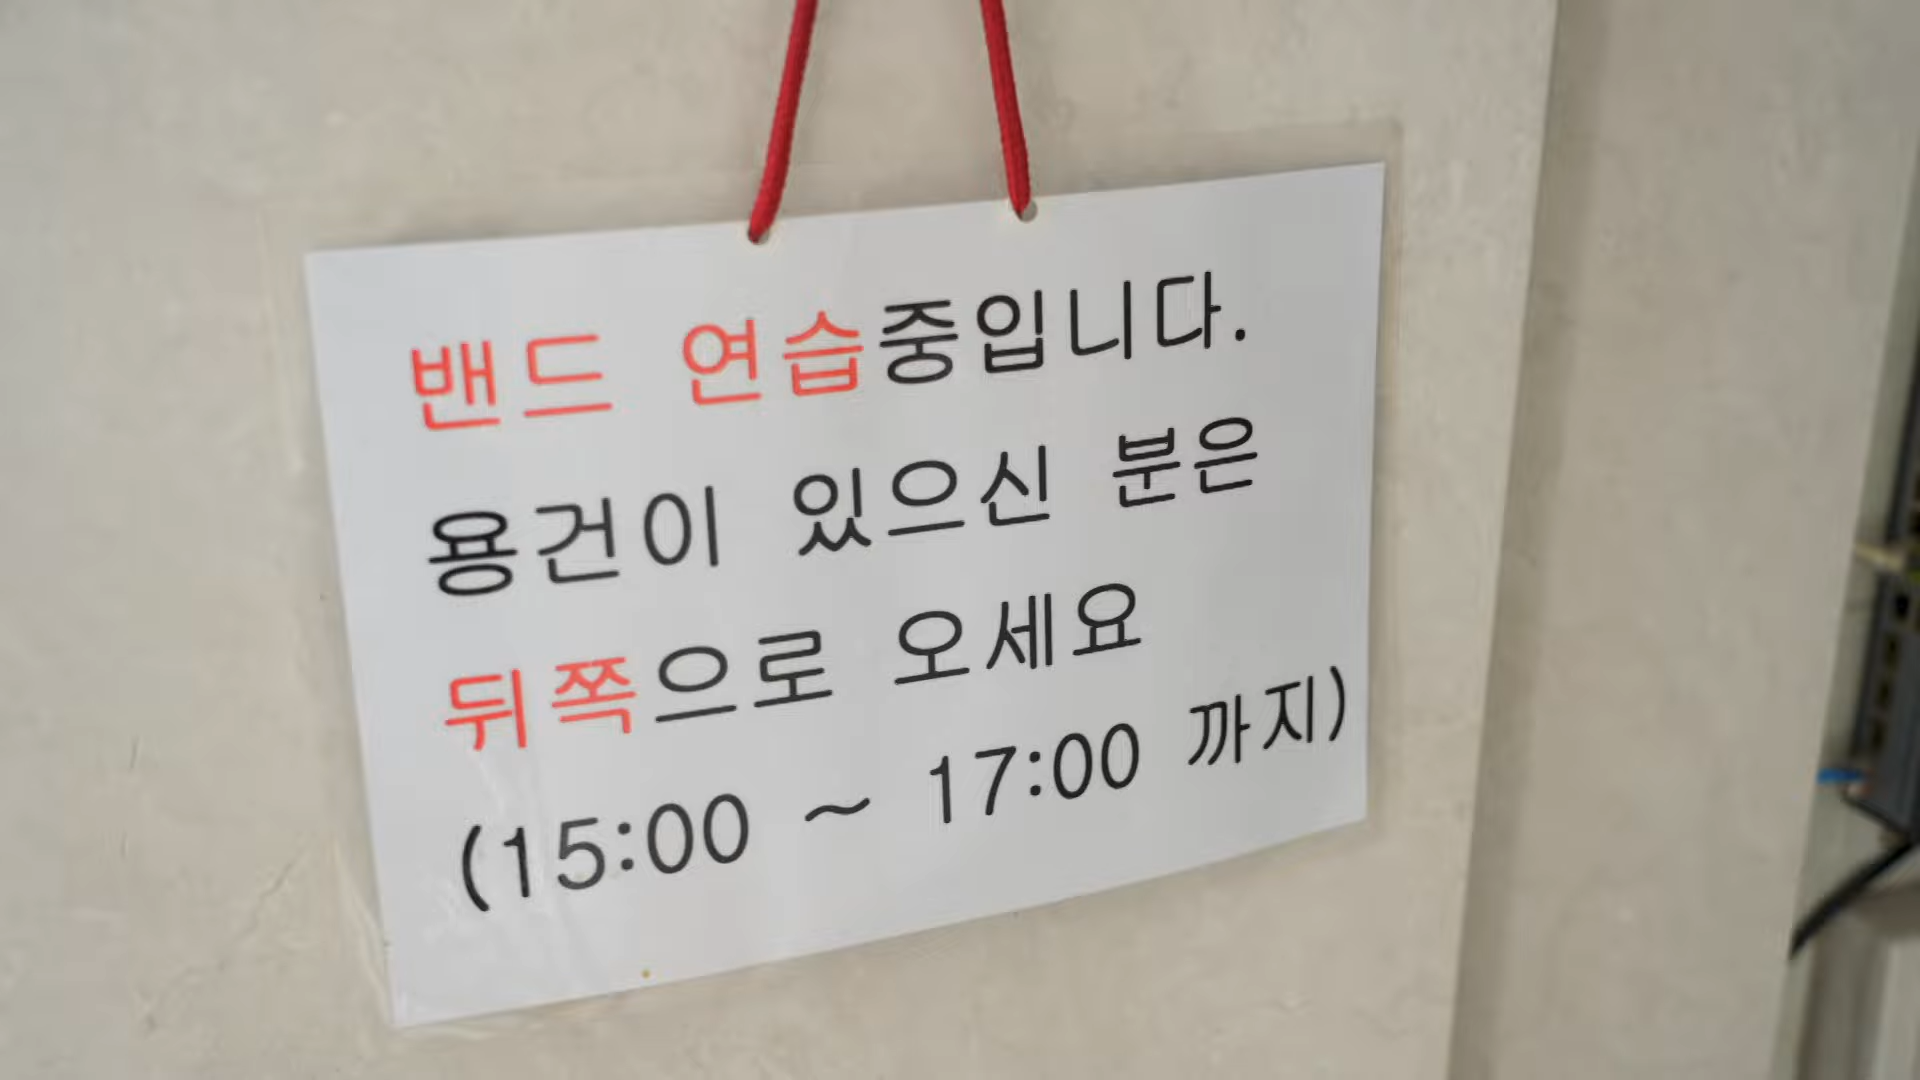 밴드 연습중입니다.
용건이 있으신 분은
뒤쪽으로 오세요
(15:00 ~ 17:00 까지)